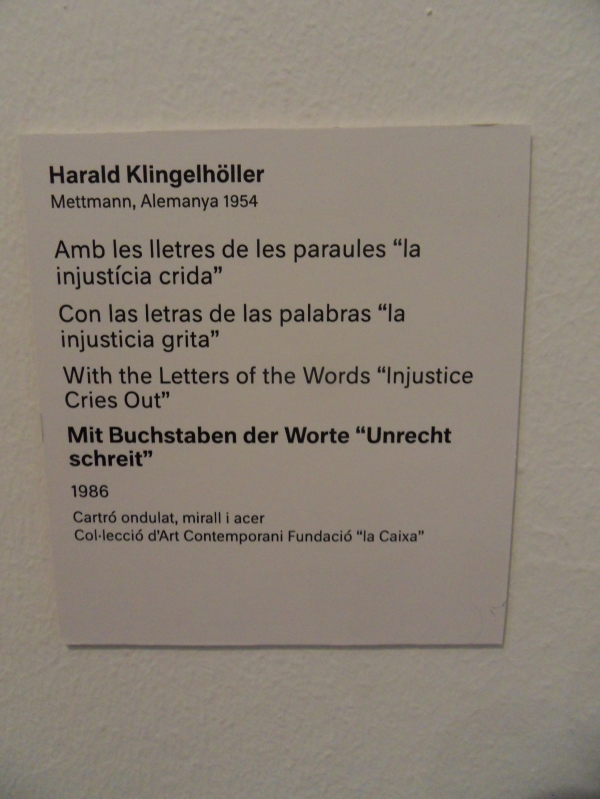 Harald Klingelhöller
Mettmann, Alemanya 1954
Amb les lletres de les paraules “la
injustícia crida”
Con las letras de las palabras “la
injusticia grita”
With the Letters of the Words “Injustice
Cries Out”
Mit Buchstaben der Worte “Unrecht
schreit”
1986
Cartró ondulat, mirall i acer
Col·lecció d’Art Contemporani Fundació “la Caixa”